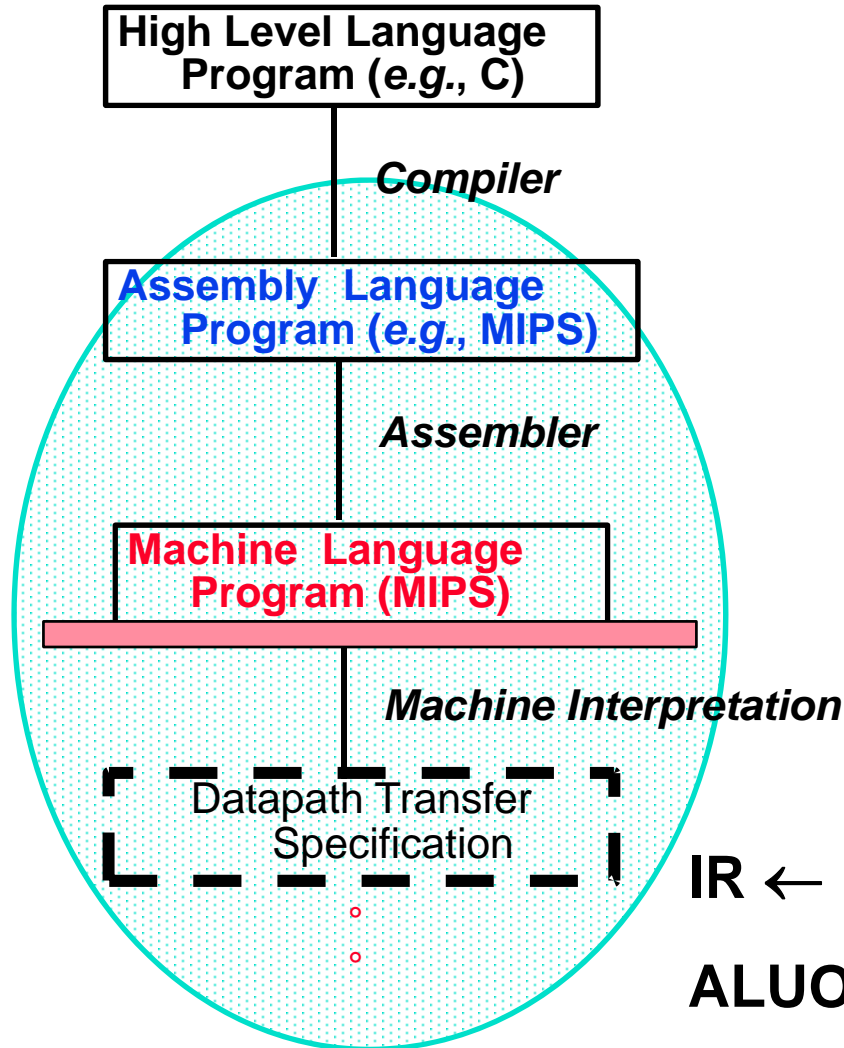 High Level Language
Program (e.g., C)
Compiler
Assembly Language
Program (e.g., MIPS)
Assembler
Machine Language
Program (MIPS)
Machine Interpretation
Datapath Transfer
Specification
IR ←